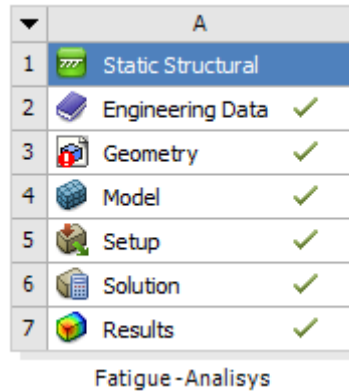 A
1 Static Structural
2 Engineering Data
3 Geometry
4 Model
5 Setup
6 Solution
7 Results
Fatigue-Analisys